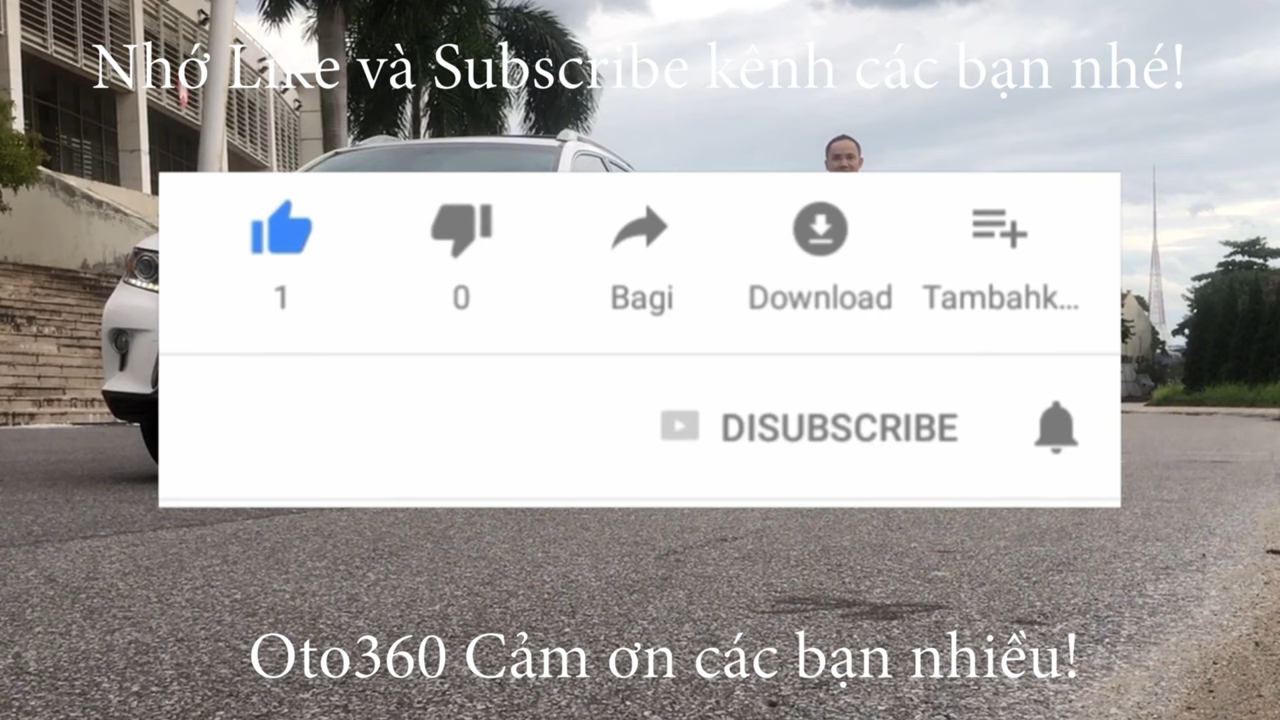 Nhớ Like và Subscribe kênh các bạn nhé!
1 0 Bagi Download Tambahk...
DISUBSCRIBE
Oto360 Cảm ơn các bạn nhiều!